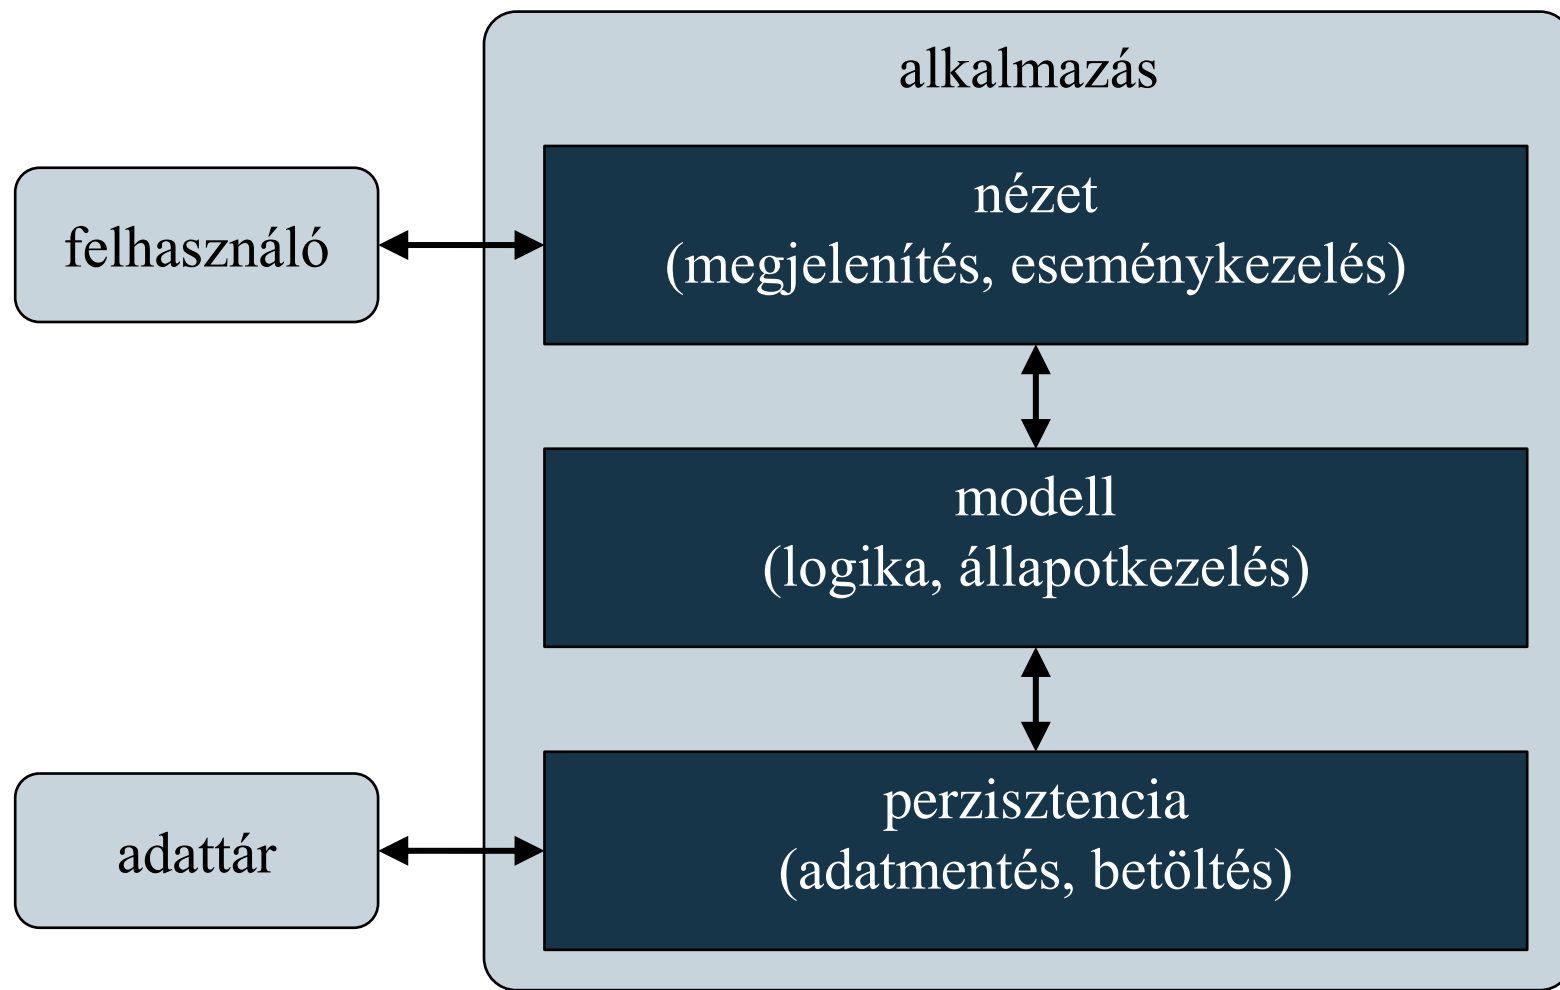 alkalmazás
felhasználó
nézet
(megjelenítés, eseménykezelés)
modell
(logika, állapotkezelés)
adattár
perzisztencia
(adatmentés, betöltés)